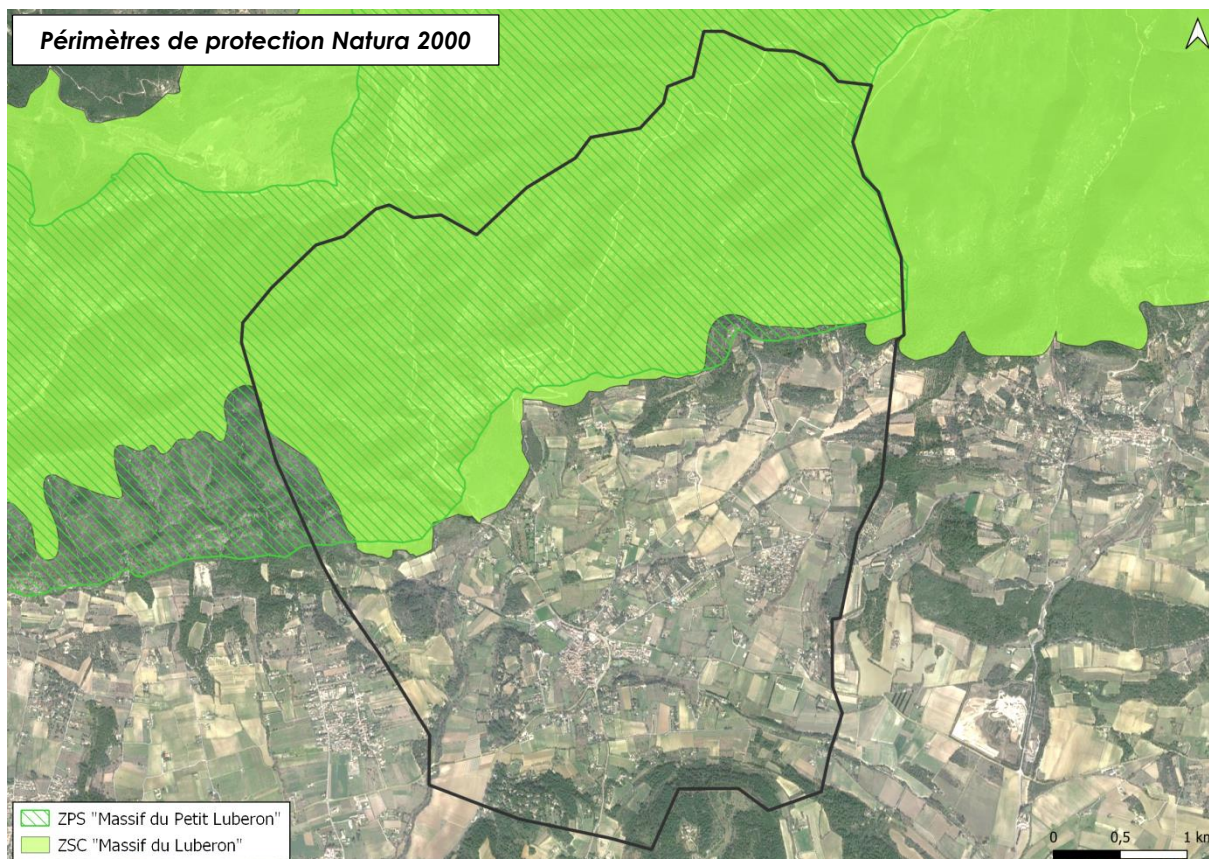 Périmètres de protection Natura 2000
ZPS "Massif du Petit Luberon"
ZSC "Massif du Luberon"
0 0,5 1 km